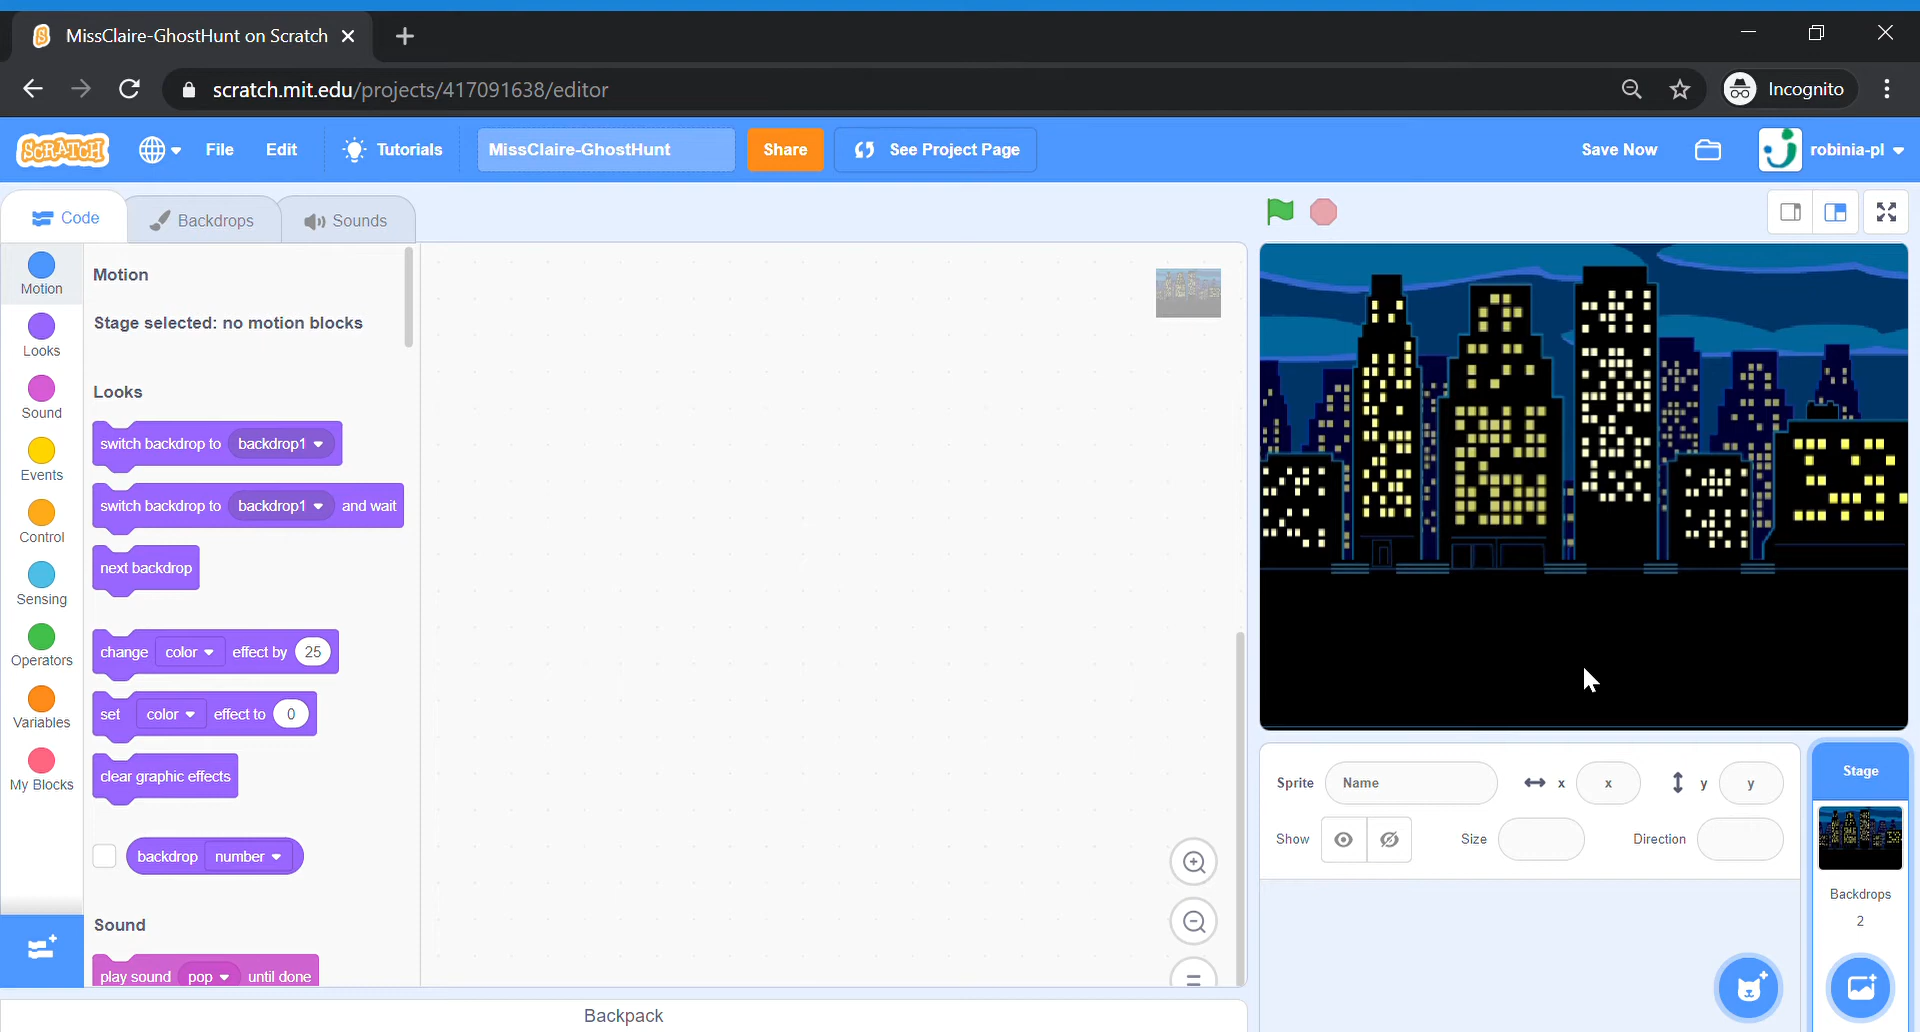 MissClaire-GhostHunt on Scratch
scratch.mit.edu/projects/417091638/editor
Incognito
SCRATCH
File
Edit
Tutorials
MissClaire-GhostHunt
Share
See Project Page
Save Now
robinia-pl
Code
Backdrops
Sounds
Motion
Looks
Sound
Events
Control
Sensing
Operators
Variables
My Blocks
Motion
Stage selected: no motion blocks
Looks
switch backdrop to backdrop1
switch backdrop to backdrop1 and wait
next backdrop
change color effect by 25
set color effect to 0
clear graphic effects
backdrop number
Sound
play sound pop until done
Backpack
Sprite Name x x y y
Show Size Direction
Stage
Backdrops
2